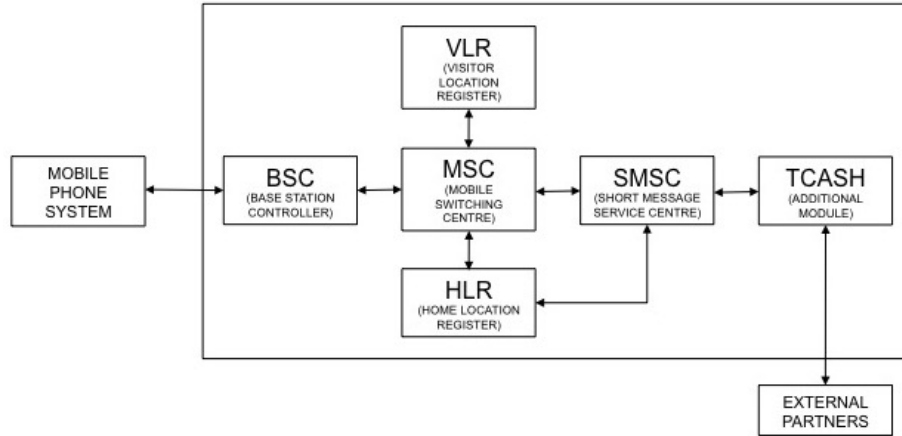 VLR
(VISITOR
LOCATION
REGISTER)
MOBILE
PHONE
SYSTEM
BSC
(BASE STATION
CONTROLLER)
MSC
(MOBILE
SWITCHING
CENTRE)
SMSC
(SHORT MESSAGE
SERVICE CENTRE)
TCASH
(ADDITIONAL
MODULE)
HLR
(HOME LOCATION
REGISTER)
EXTERNAL
PARTNERS